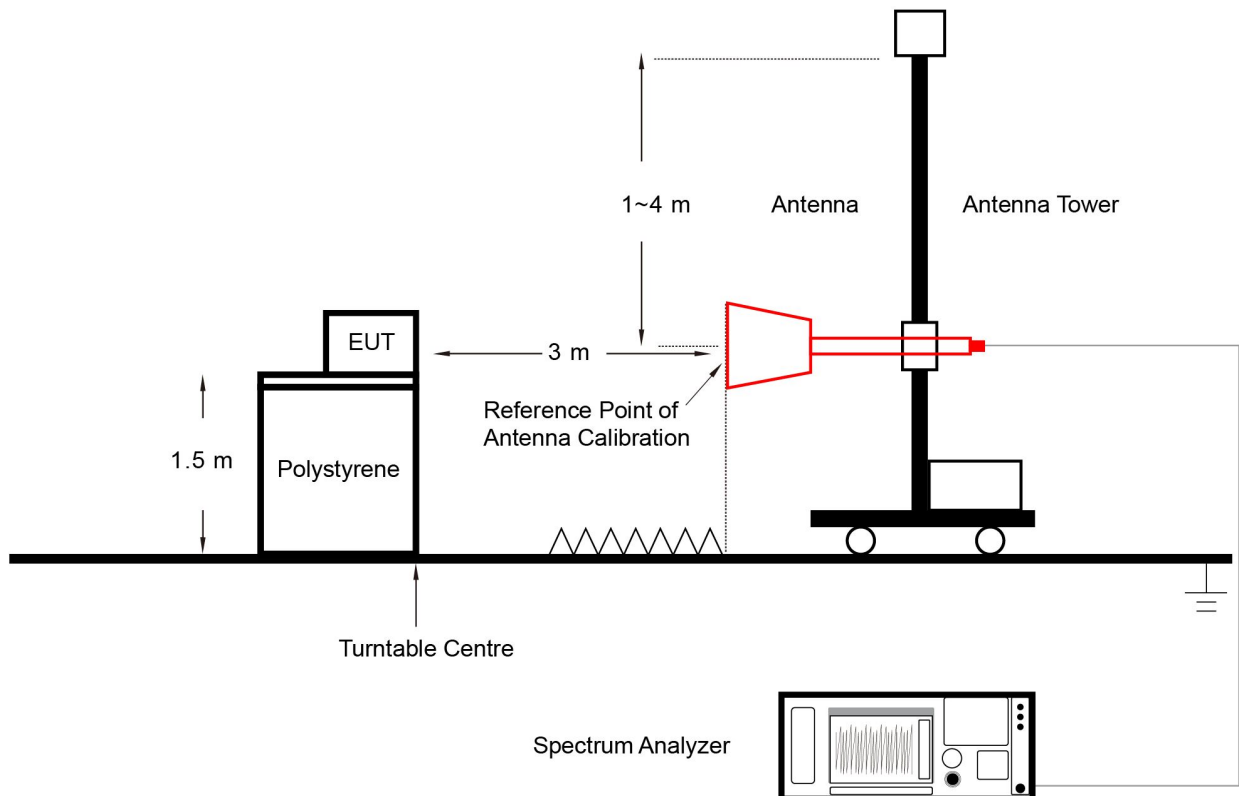 1~4 m
Antenna
Antenna Tower
EUT
3 m
Reference Point of
Antenna Calibration
1.5 m
Polystyrene
Turntable Centre
Spectrum Analyzer